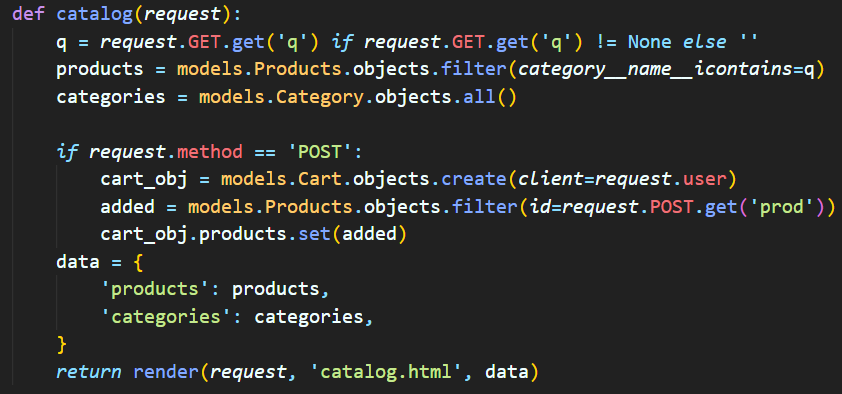 def catalog(request):
    q = request.GET.get('q') if request.GET.get('q') != None else ''
    products = models.Products.objects.filter(category__name__icontains=q)
    categories = models.Category.objects.all()

    if request.method == 'POST':
        cart_obj = models.Cart.objects.create(client=request.user)
        added = models.Products.objects.filter(id=request.POST.get('prod'))
        cart_obj.products.set(added)
    data = {
        'products': products,
        'categories': categories,
    }
    return render(request, 'catalog.html', data)